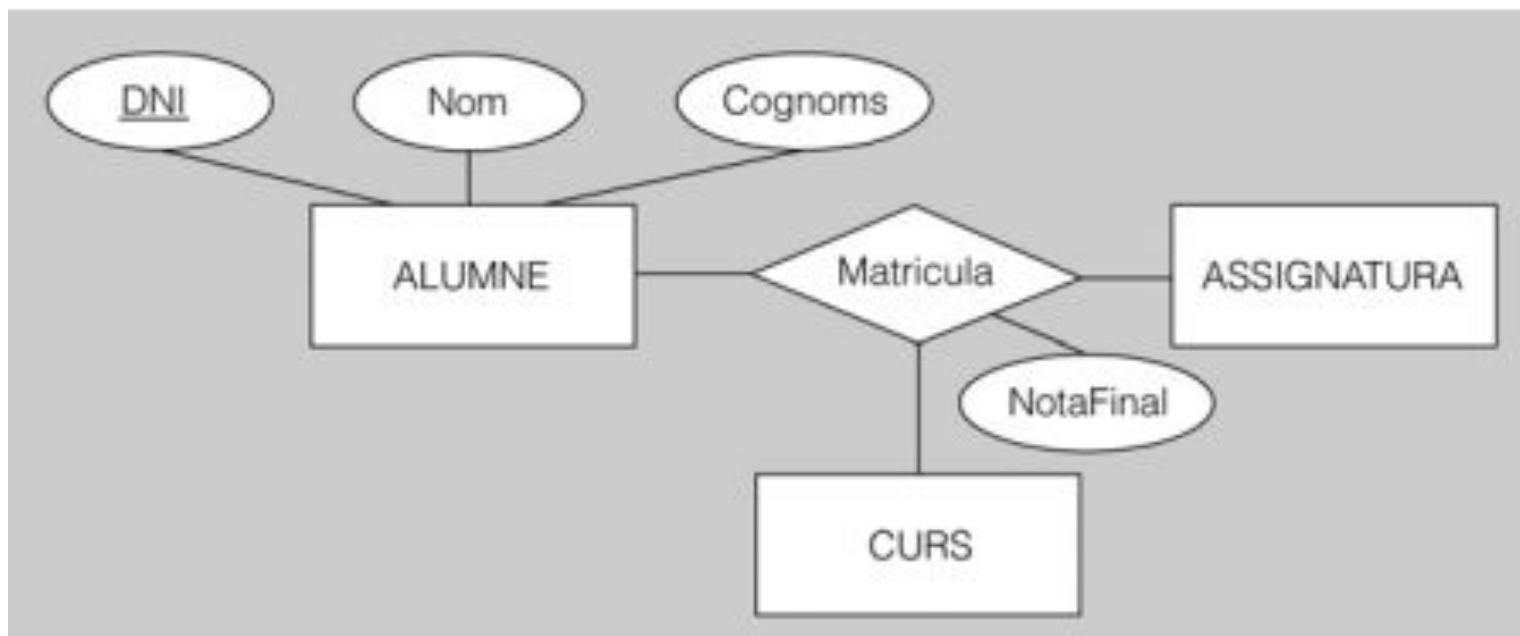 DNI
Nom
Cognoms
ALUMNE
Matricula
ASSIGNATURA
NotaFinal
CURS